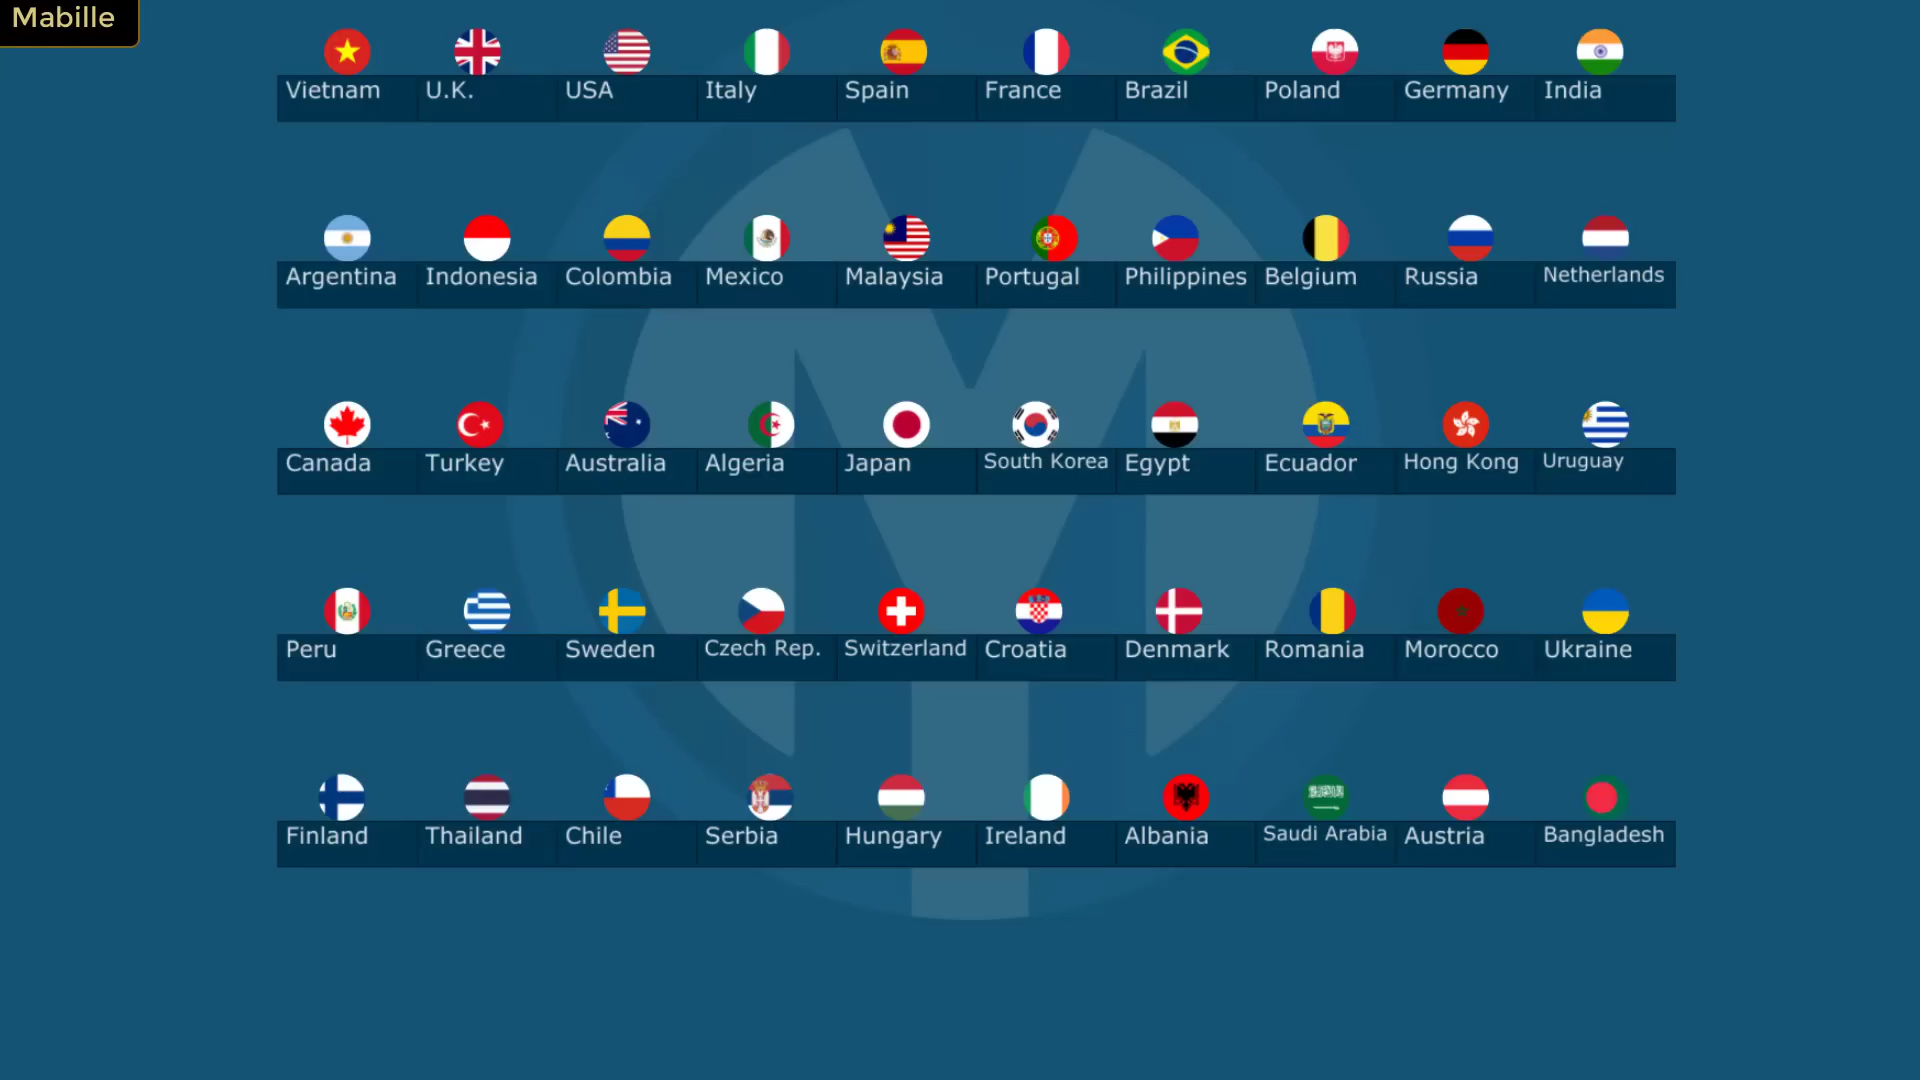 Mabille
Vietnam U.K. USA Italy Spain France Brazil Poland Germany India
Argentina Indonesia Colombia Mexico Malaysia Portugal Philippines Belgium Russia Netherlands
Canada Turkey Australia Algeria Japan South Korea Egypt Ecuador Hong Kong Uruguay
Peru Greece Sweden Czech Rep. Switzerland Croatia Denmark Romania Morocco Ukraine
Finland Thailand Chile Serbia Hungary Ireland Albania Saudi Arabia Austria Bangladesh